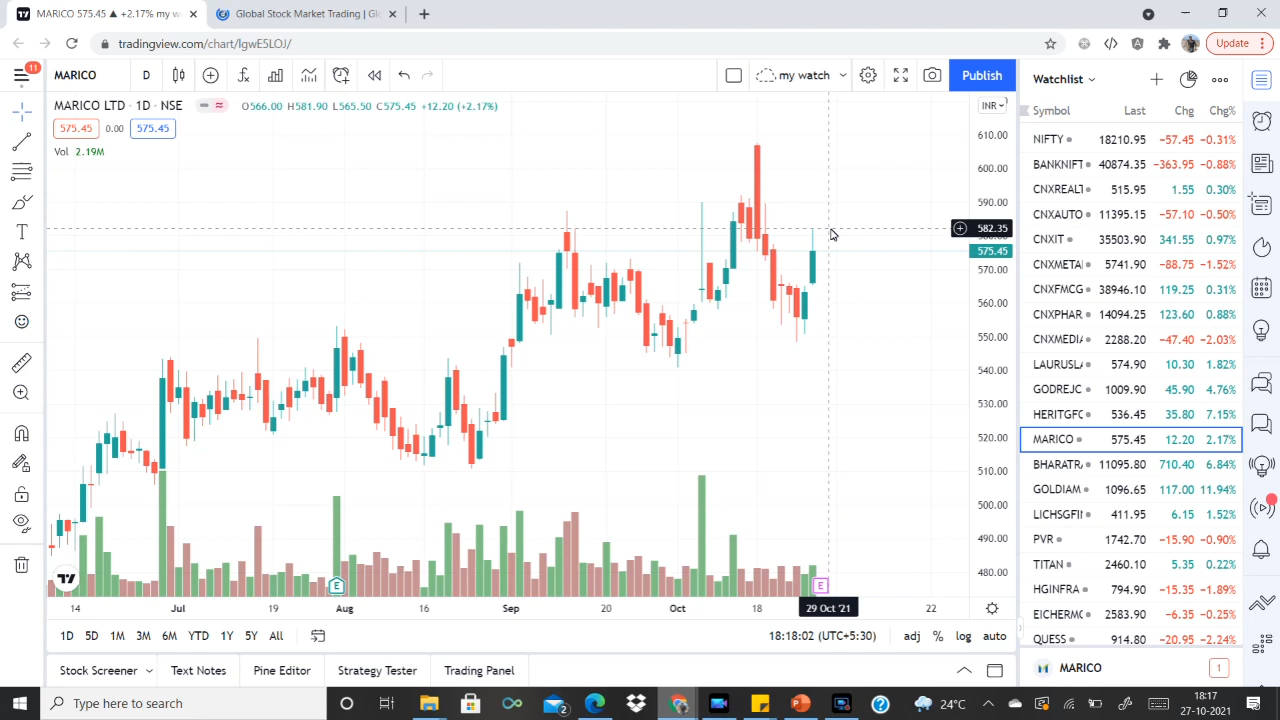 MARICO 575.45 ▲ +2.17% my w
Global Stock Market Trading | Gl
tradingview.com/chart/lgwE5LOJ/
Update
11
MARICO
D
my watch
Publish
Watchlist
MARICO LTD · 1D · NSE
O566.00 H581.90 L565.50 C575.45 +12.20 (+2.17%)
INR
575.45 0.00 575.45
Vol 2.19M
610.00
600.00
590.00
582.35
575.45
570.00
560.00
550.00
540.00
530.00
520.00
510.00
500.00
490.00
480.00
Symbol Last Chg Chg%
NIFTY 18210.95 −57.45 −0.31%
BANKNIFT 40874.35 −363.95 −0.88%
CNXREALT 515.95 1.55 0.30%
CNXAUTO 11395.15 −57.10 −0.50%
CNXIT 35503.90 341.55 0.97%
CNXMETA 5741.90 −88.75 −1.52%
CNXFMCG 38946.10 119.25 0.31%
CNXPHAR 14094.25 123.60 0.88%
CNXMEDI 2288.20 −47.40 −2.03%
LAURUSL 574.90 10.30 1.82%
GODREJC 1009.90 45.90 4.76%
HERITGFC 536.45 35.80 7.15%
MARICO 575.45 12.20 2.17%
BHARATR 11095.80 710.40 6.84%
GOLDIAM 1096.65 117.00 11.94%
LICHSGFI 411.95 6.15 1.52%
PVR 1742.70 −15.90 −0.90%
TITAN 2460.10 5.35 0.22%
HGINFRA 794.90 −15.35 −1.89%
EICHERMC 2583.90 −6.35 −0.25%
QUESS 914.80 −20.95 −2.24%
E
E
14 Jul 19 Aug 16 Sep 20 Oct 18 29 Oct '21 22
1D 5D 1M 3M 6M YTD 1Y 5Y All
18:18:02 (UTC+5:30)
adj % log auto
Stock Screener
Text Notes
Pine Editor
Strategy Tester
Trading Panel
MARICO
1
Type here to search
2
24°C
18:17
27-10-2021